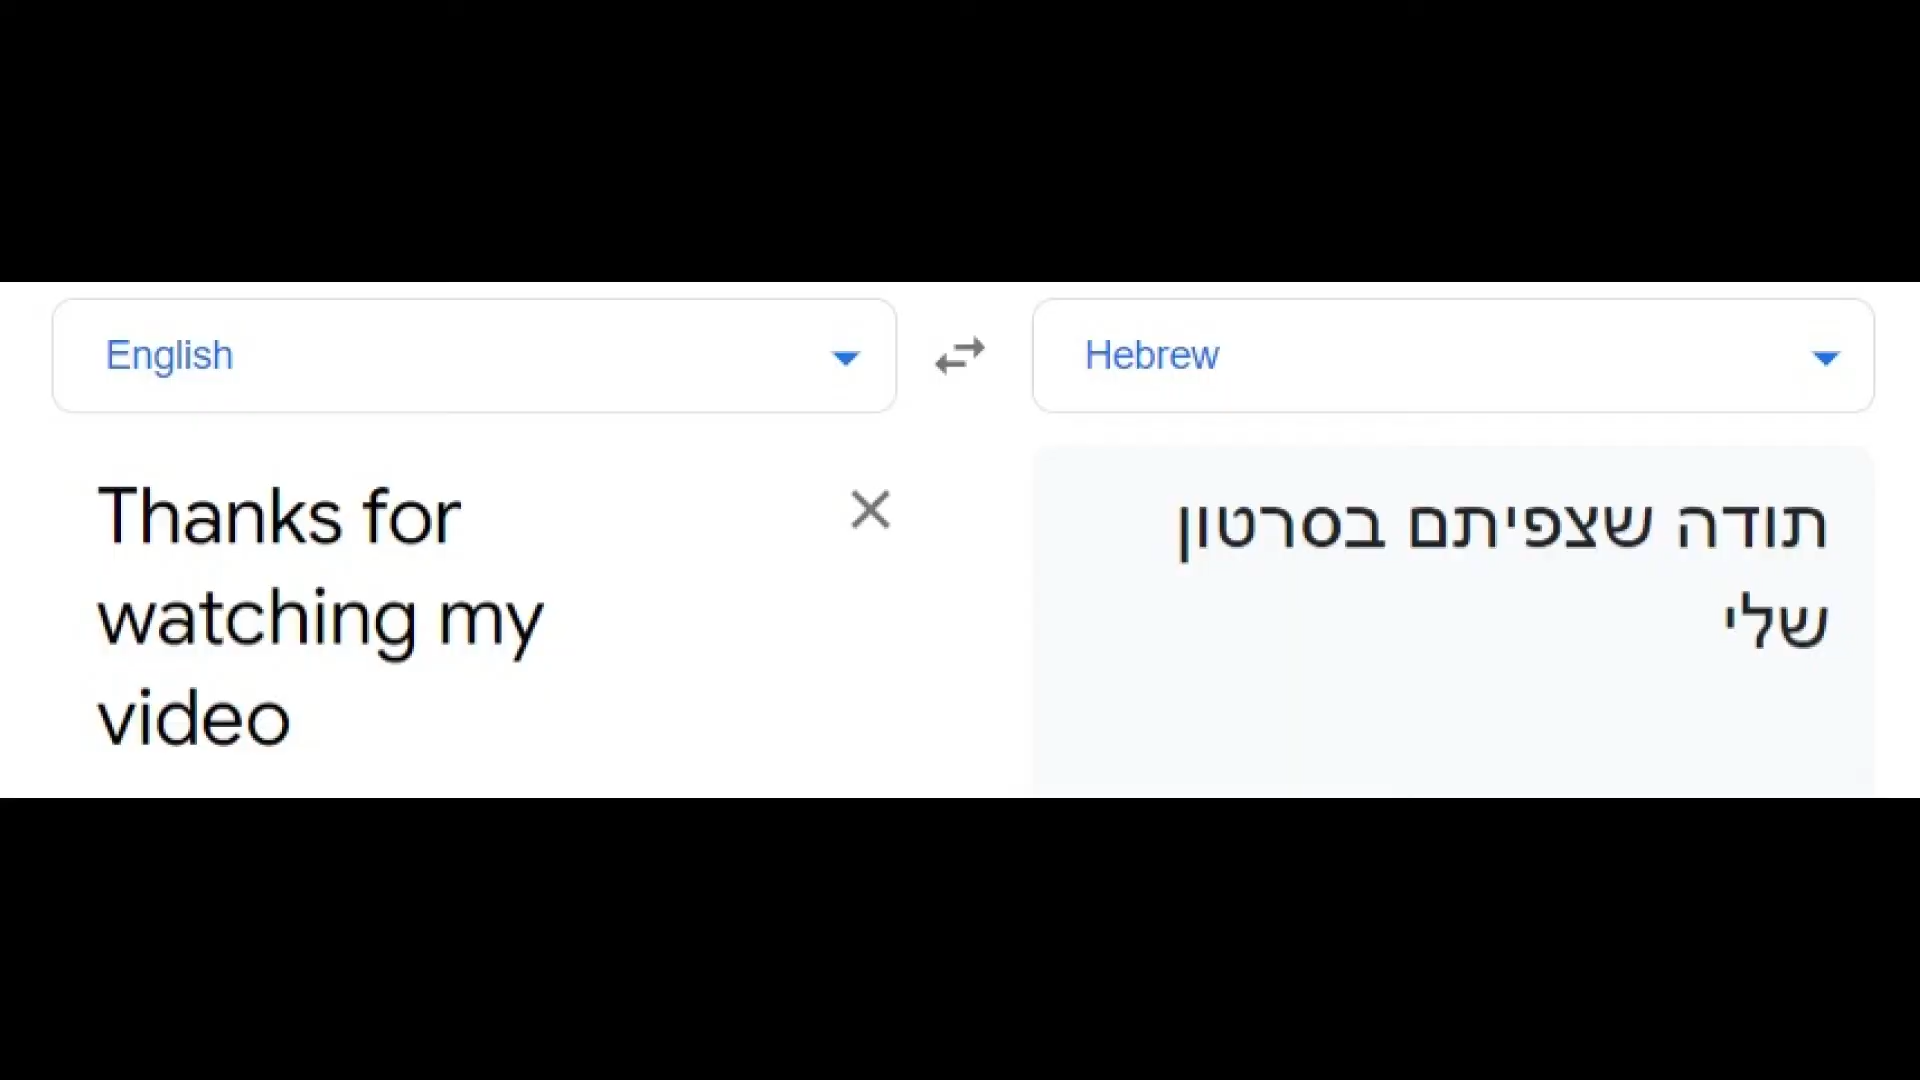 English
Hebrew
Thanks for
watching my
video
תודה שצפיתם בסרטון
שלי